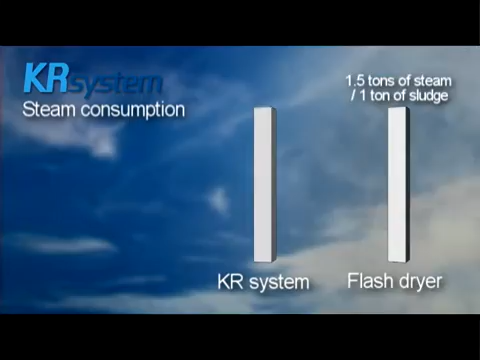 KRsystem
Steam consumption
1.5 tons of steam
/ 1 ton of sludge
KR system
Flash dryer